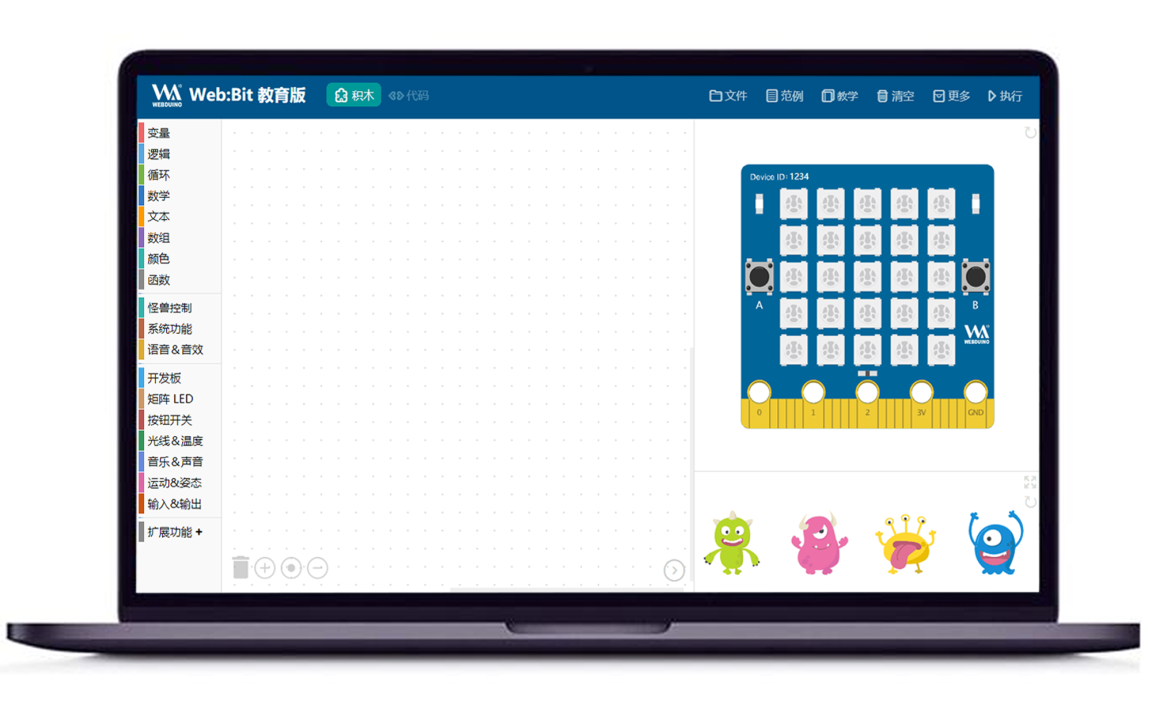 WEBDUINO Web:Bit 教育版 积木 代码 文件 范例 教学 清空 更多 执行
变量
逻辑
循环
数学
文本
数组
颜色
函数
怪兽控制
系统功能
语音&音效
开发板
矩阵 LED
按钮开关
光线&温度
音乐&声音
运动&姿态
输入&输出
扩展功能 +
Device ID: 1234
A
B
WEBDUINO
0 1 2 3V GND